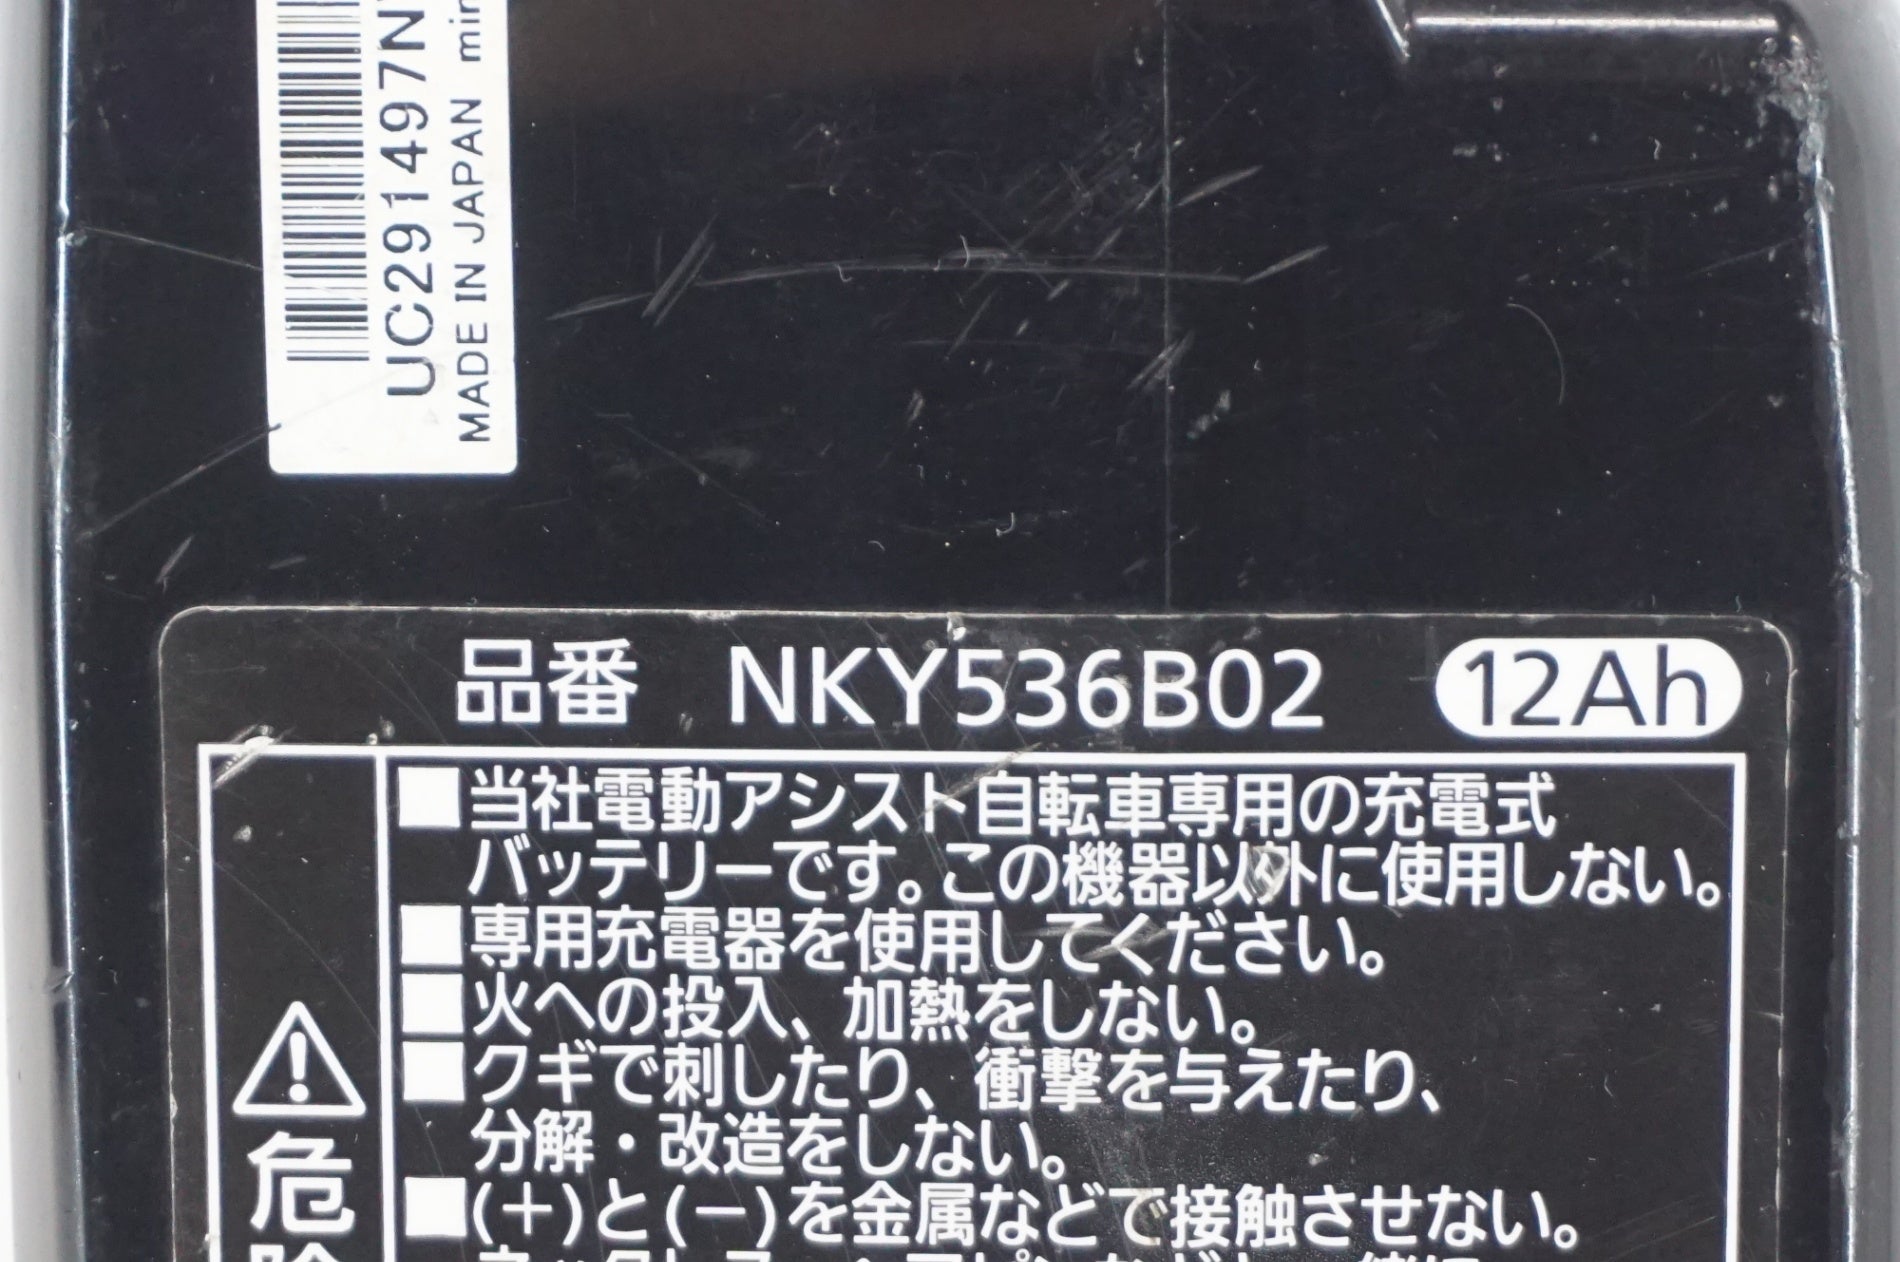 UC291497N
MADE IN JAPAN min
品番 NKY536B02 12Ah
■当社電動アシスト自転車専用の充電式
バッテリーです。この機器以外に使用しない。
■専用充電器を使用してください。
■火への投入、加熱をしない。
■クギで刺したり、衝撃を与えたり、
分解・改造をしない。
■(+)と(−)を金属などで接触させない。
危